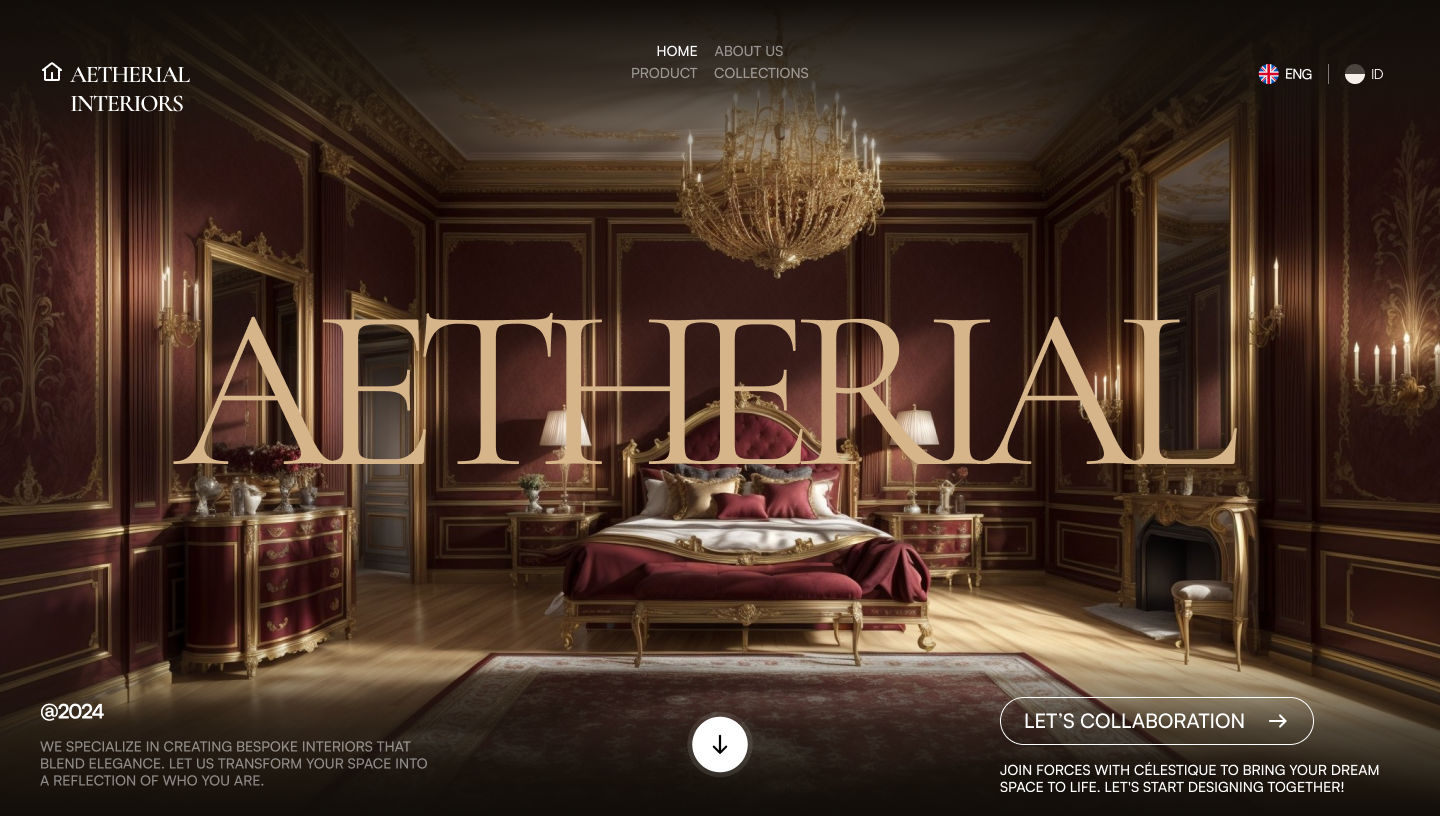 HOME ABOUT US
PRODUCT COLLECTIONS
AETHERIAL
INTERIORS
ENG ID
AETHERIAL
@2024
WE SPECIALIZE IN CREATING BESPOKE INTERIORS THAT
BLEND ELEGANCE. LET US TRANSFORM YOUR SPACE INTO
A REFLECTION OF WHO YOU ARE.
LET’S COLLABORATION
JOIN FORCES WITH CÉLESTIQUE TO BRING YOUR DREAM
SPACE TO LIFE. LET'S START DESIGNING TOGETHER!